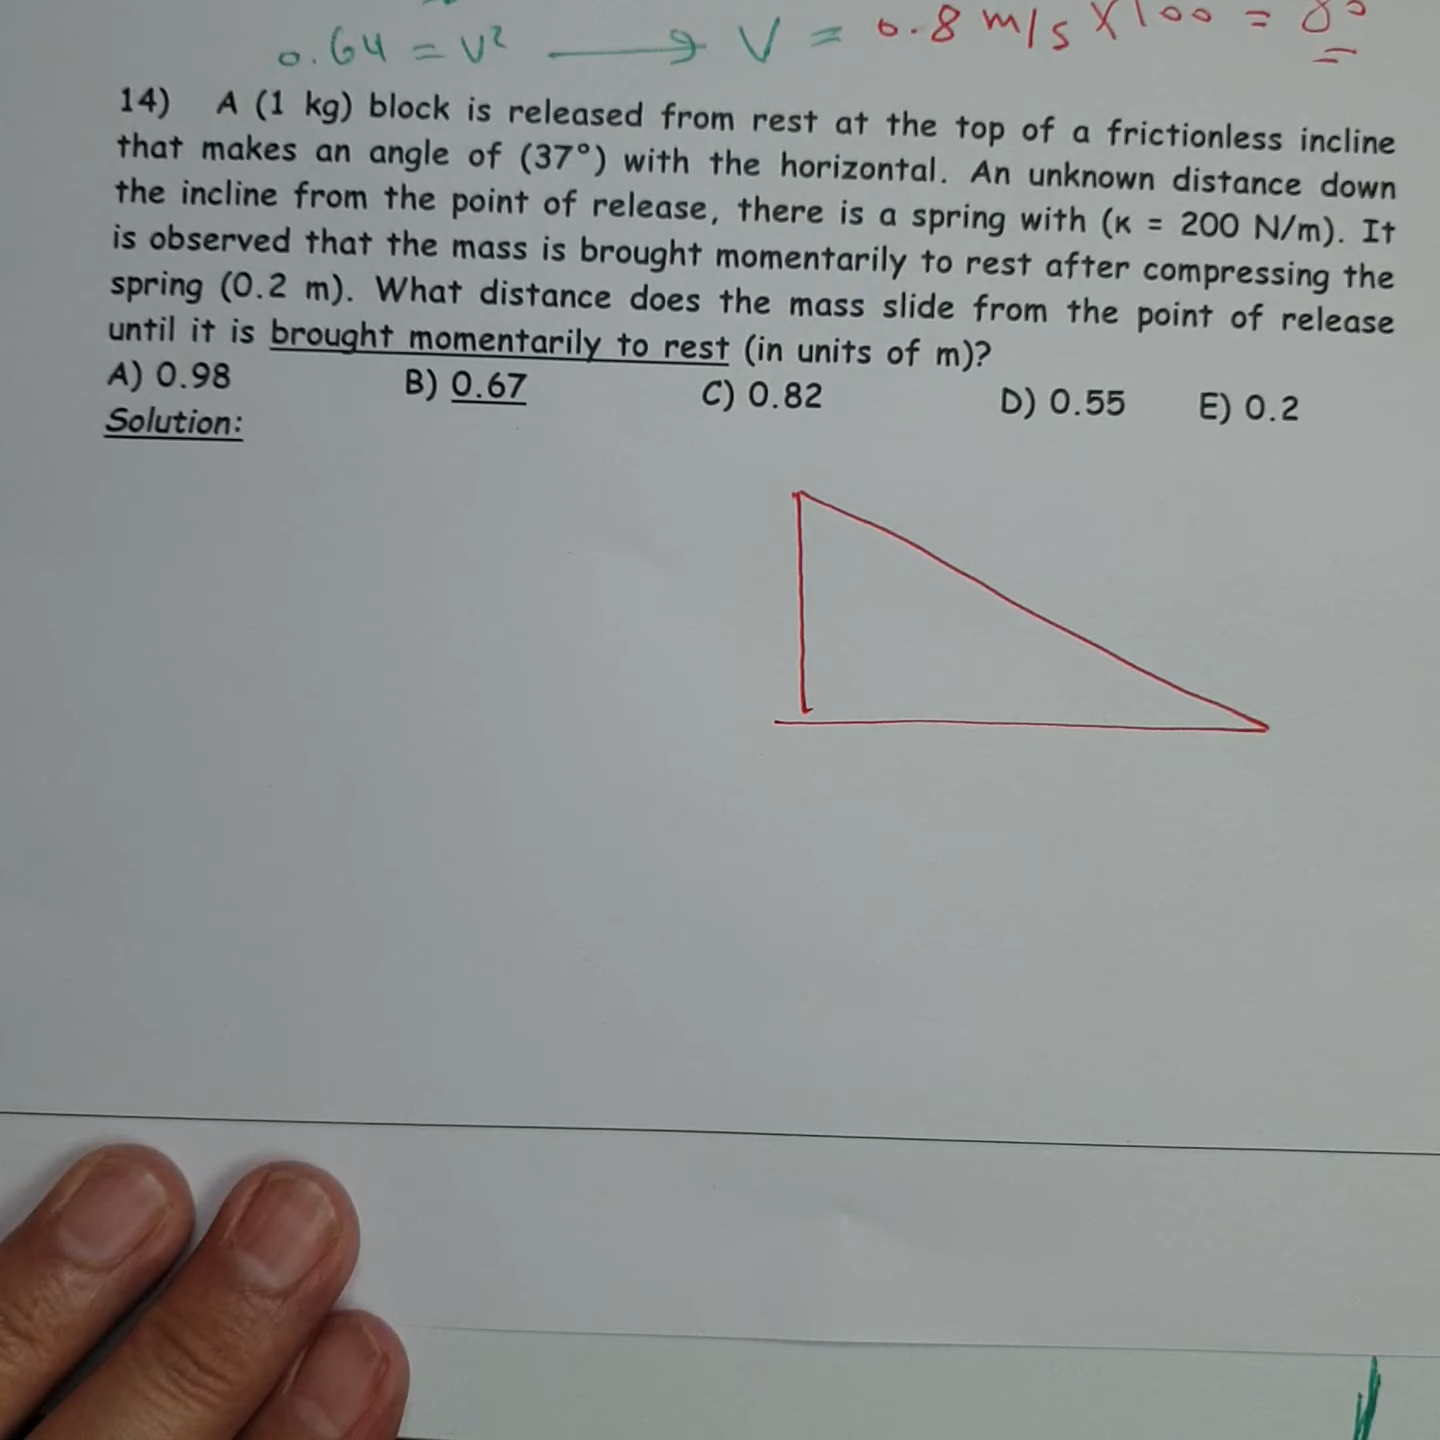 0.64 = v² → V = 0.8 m/s × 100 = 80
14) A (1 kg) block is released from rest at the top of a frictionless incline
that makes an angle of (37°) with the horizontal. An unknown distance down
the incline from the point of release, there is a spring with (κ = 200 N/m). It
is observed that the mass is brought momentarily to rest after compressing the
spring (0.2 m). What distance does the mass slide from the point of release
until it is brought momentarily to rest (in units of m)?
A) 0.98 B) 0.67 C) 0.82 D) 0.55 E) 0.2
Solution: